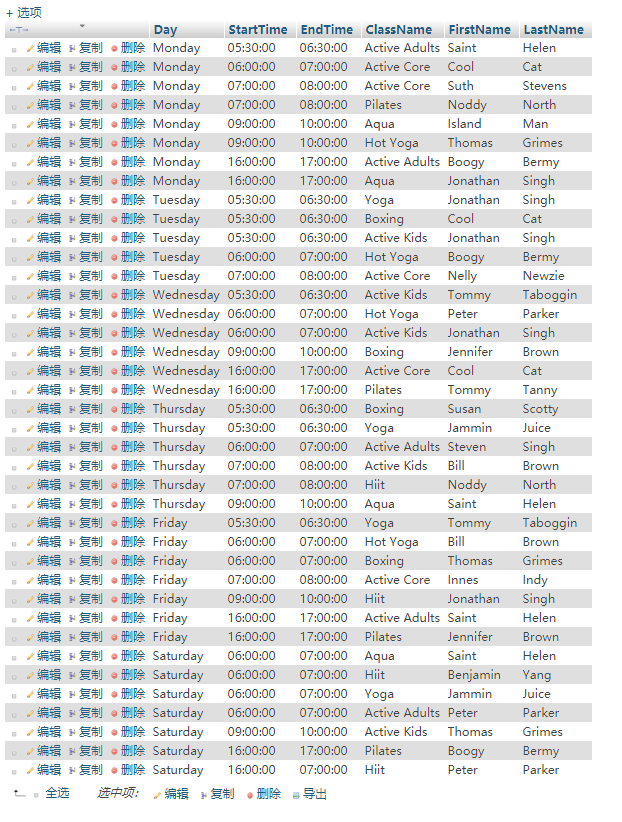 + 选项
←T→ Day StartTime EndTime ClassName FirstName LastName
编辑 复制 删除 Monday 05:30:00 06:30:00 Active Adults Saint Helen
编辑 复制 删除 Monday 06:00:00 07:00:00 Active Core Cool Cat
编辑 复制 删除 Monday 07:00:00 08:00:00 Active Core Suth Stevens
编辑 复制 删除 Monday 07:00:00 08:00:00 Pilates Noddy North
编辑 复制 删除 Monday 09:00:00 10:00:00 Aqua Island Man
编辑 复制 删除 Monday 09:00:00 10:00:00 Hot Yoga Thomas Grimes
编辑 复制 删除 Monday 16:00:00 17:00:00 Active Adults Boogy Bermy
编辑 复制 删除 Monday 16:00:00 17:00:00 Aqua Jonathan Singh
编辑 复制 删除 Tuesday 05:30:00 06:30:00 Yoga Jonathan Singh
编辑 复制 删除 Tuesday 05:30:00 06:30:00 Boxing Cool Cat
编辑 复制 删除 Tuesday 05:30:00 06:30:00 Active Kids Jonathan Singh
编辑 复制 删除 Tuesday 06:00:00 07:00:00 Hot Yoga Boogy Bermy
编辑 复制 删除 Tuesday 07:00:00 08:00:00 Active Core Nelly Newzie
编辑 复制 删除 Wednesday 05:30:00 06:30:00 Active Kids Tommy Taboggin
编辑 复制 删除 Wednesday 06:00:00 07:00:00 Hot Yoga Peter Parker
编辑 复制 删除 Wednesday 06:00:00 07:00:00 Active Kids Jonathan Singh
编辑 复制 删除 Wednesday 09:00:00 10:00:00 Boxing Jennifer Brown
编辑 复制 删除 Wednesday 16:00:00 17:00:00 Active Core Cool Cat
编辑 复制 删除 Wednesday 16:00:00 17:00:00 Pilates Tommy Tanny
编辑 复制 删除 Thursday 05:30:00 06:30:00 Boxing Susan Scotty
编辑 复制 删除 Thursday 05:30:00 06:30:00 Yoga Jammin Juice
编辑 复制 删除 Thursday 06:00:00 07:00:00 Active Adults Steven Singh
编辑 复制 删除 Thursday 07:00:00 08:00:00 Active Kids Bill Brown
编辑 复制 删除 Thursday 07:00:00 08:00:00 Hiit Noddy North
编辑 复制 删除 Thursday 09:00:00 10:00:00 Aqua Saint Helen
编辑 复制 删除 Friday 05:30:00 06:30:00 Yoga Tommy Taboggin
编辑 复制 删除 Friday 06:00:00 07:00:00 Hot Yoga Bill Brown
编辑 复制 删除 Friday 06:00:00 07:00:00 Boxing Thomas Grimes
编辑 复制 删除 Friday 07:00:00 08:00:00 Active Core Innes Indy
编辑 复制 删除 Friday 09:00:00 10:00:00 Hiit Jonathan Singh
编辑 复制 删除 Friday 16:00:00 17:00:00 Active Adults Saint Helen
编辑 复制 删除 Friday 16:00:00 17:00:00 Pilates Jennifer Brown
编辑 复制 删除 Saturday 06:00:00 07:00:00 Aqua Saint Helen
编辑 复制 删除 Saturday 06:00:00 07:00:00 Hiit Benjamin Yang
编辑 复制 删除 Saturday 06:00:00 07:00:00 Yoga Jammin Juice
编辑 复制 删除 Saturday 06:00:00 07:00:00 Active Adults Peter Parker
编辑 复制 删除 Saturday 09:00:00 10:00:00 Active Kids Thomas Grimes
编辑 复制 删除 Saturday 16:00:00 17:00:00 Pilates Boogy Bermy
编辑 复制 删除 Saturday 16:00:00 07:00:00 Hiit Peter Parker
全选 选中项: 编辑 复制 删除 导出